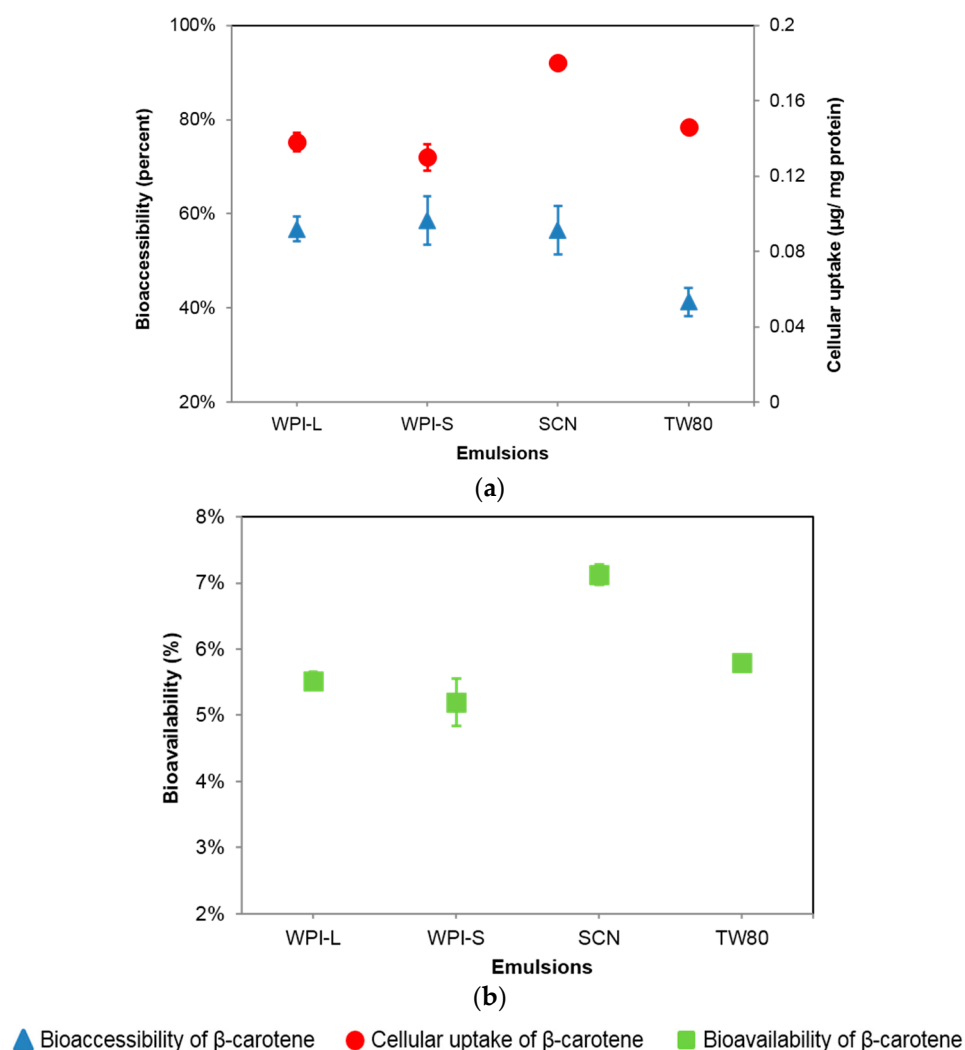 100%
80%
60%
40%
20%
Bioaccessibility (percent)
0.2
0.16
0.12
0.08
0.04
0
Cellular uptake (µg/ mg protein)
WPI-L WPI-S SCN TW80
Emulsions
(a)
8%
7%
6%
5%
4%
3%
2%
Bioavailability (%)
WPI-L WPI-S SCN TW80
Emulsions
(b)
Bioaccessibility of β-carotene Cellular uptake of β-carotene Bioavailability of β-carotene